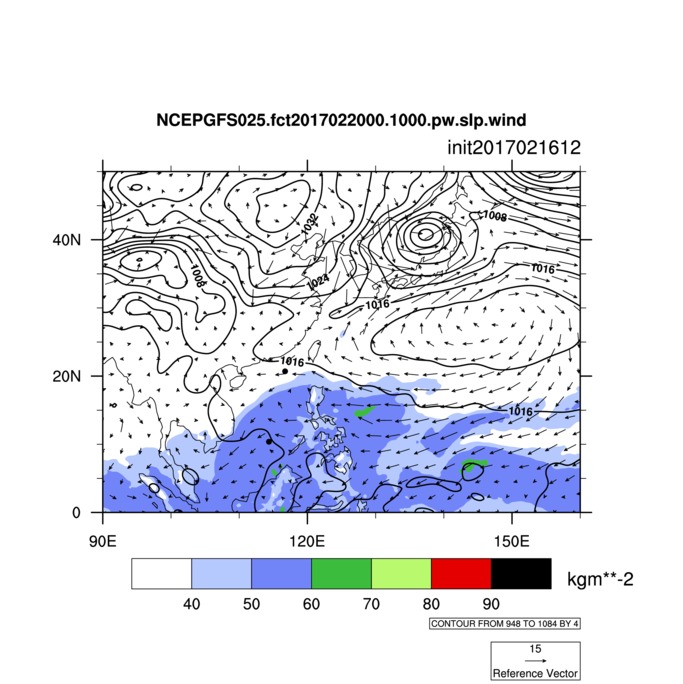 NCEPGFS025.fct2017022000.1000.pw.slp.wind
init2017021612
1032
1008
40N
1008
1016
1024
1016
1016
20N
1016
0
90E
120E
150E
40
50
60
70
80
90
kgm**-2
CONTOUR FROM 948 TO 1084 BY 4
15
Reference Vector